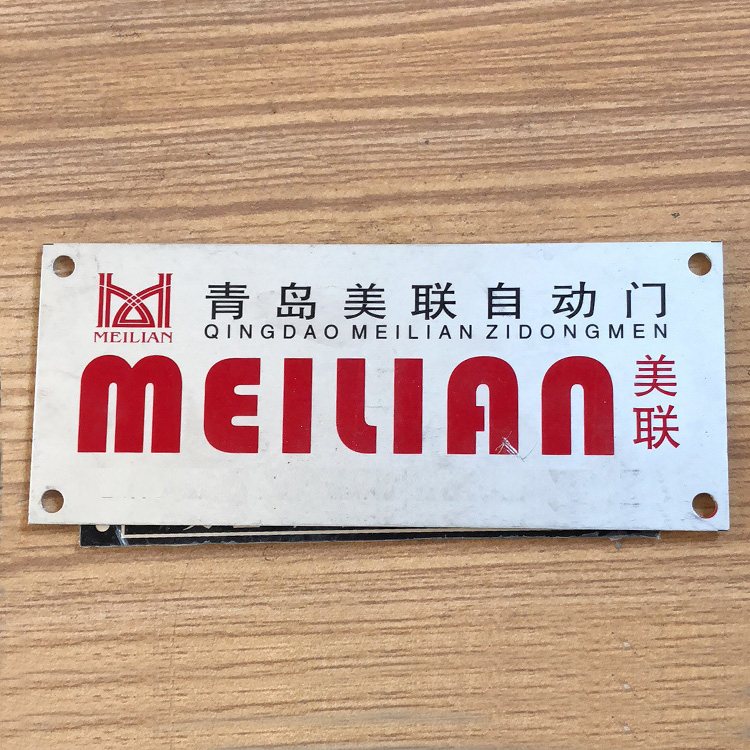 青岛美联自动门
MEILIAN
QINGDAO MEILIAN ZIDONGMEN
MEILIAN
美联